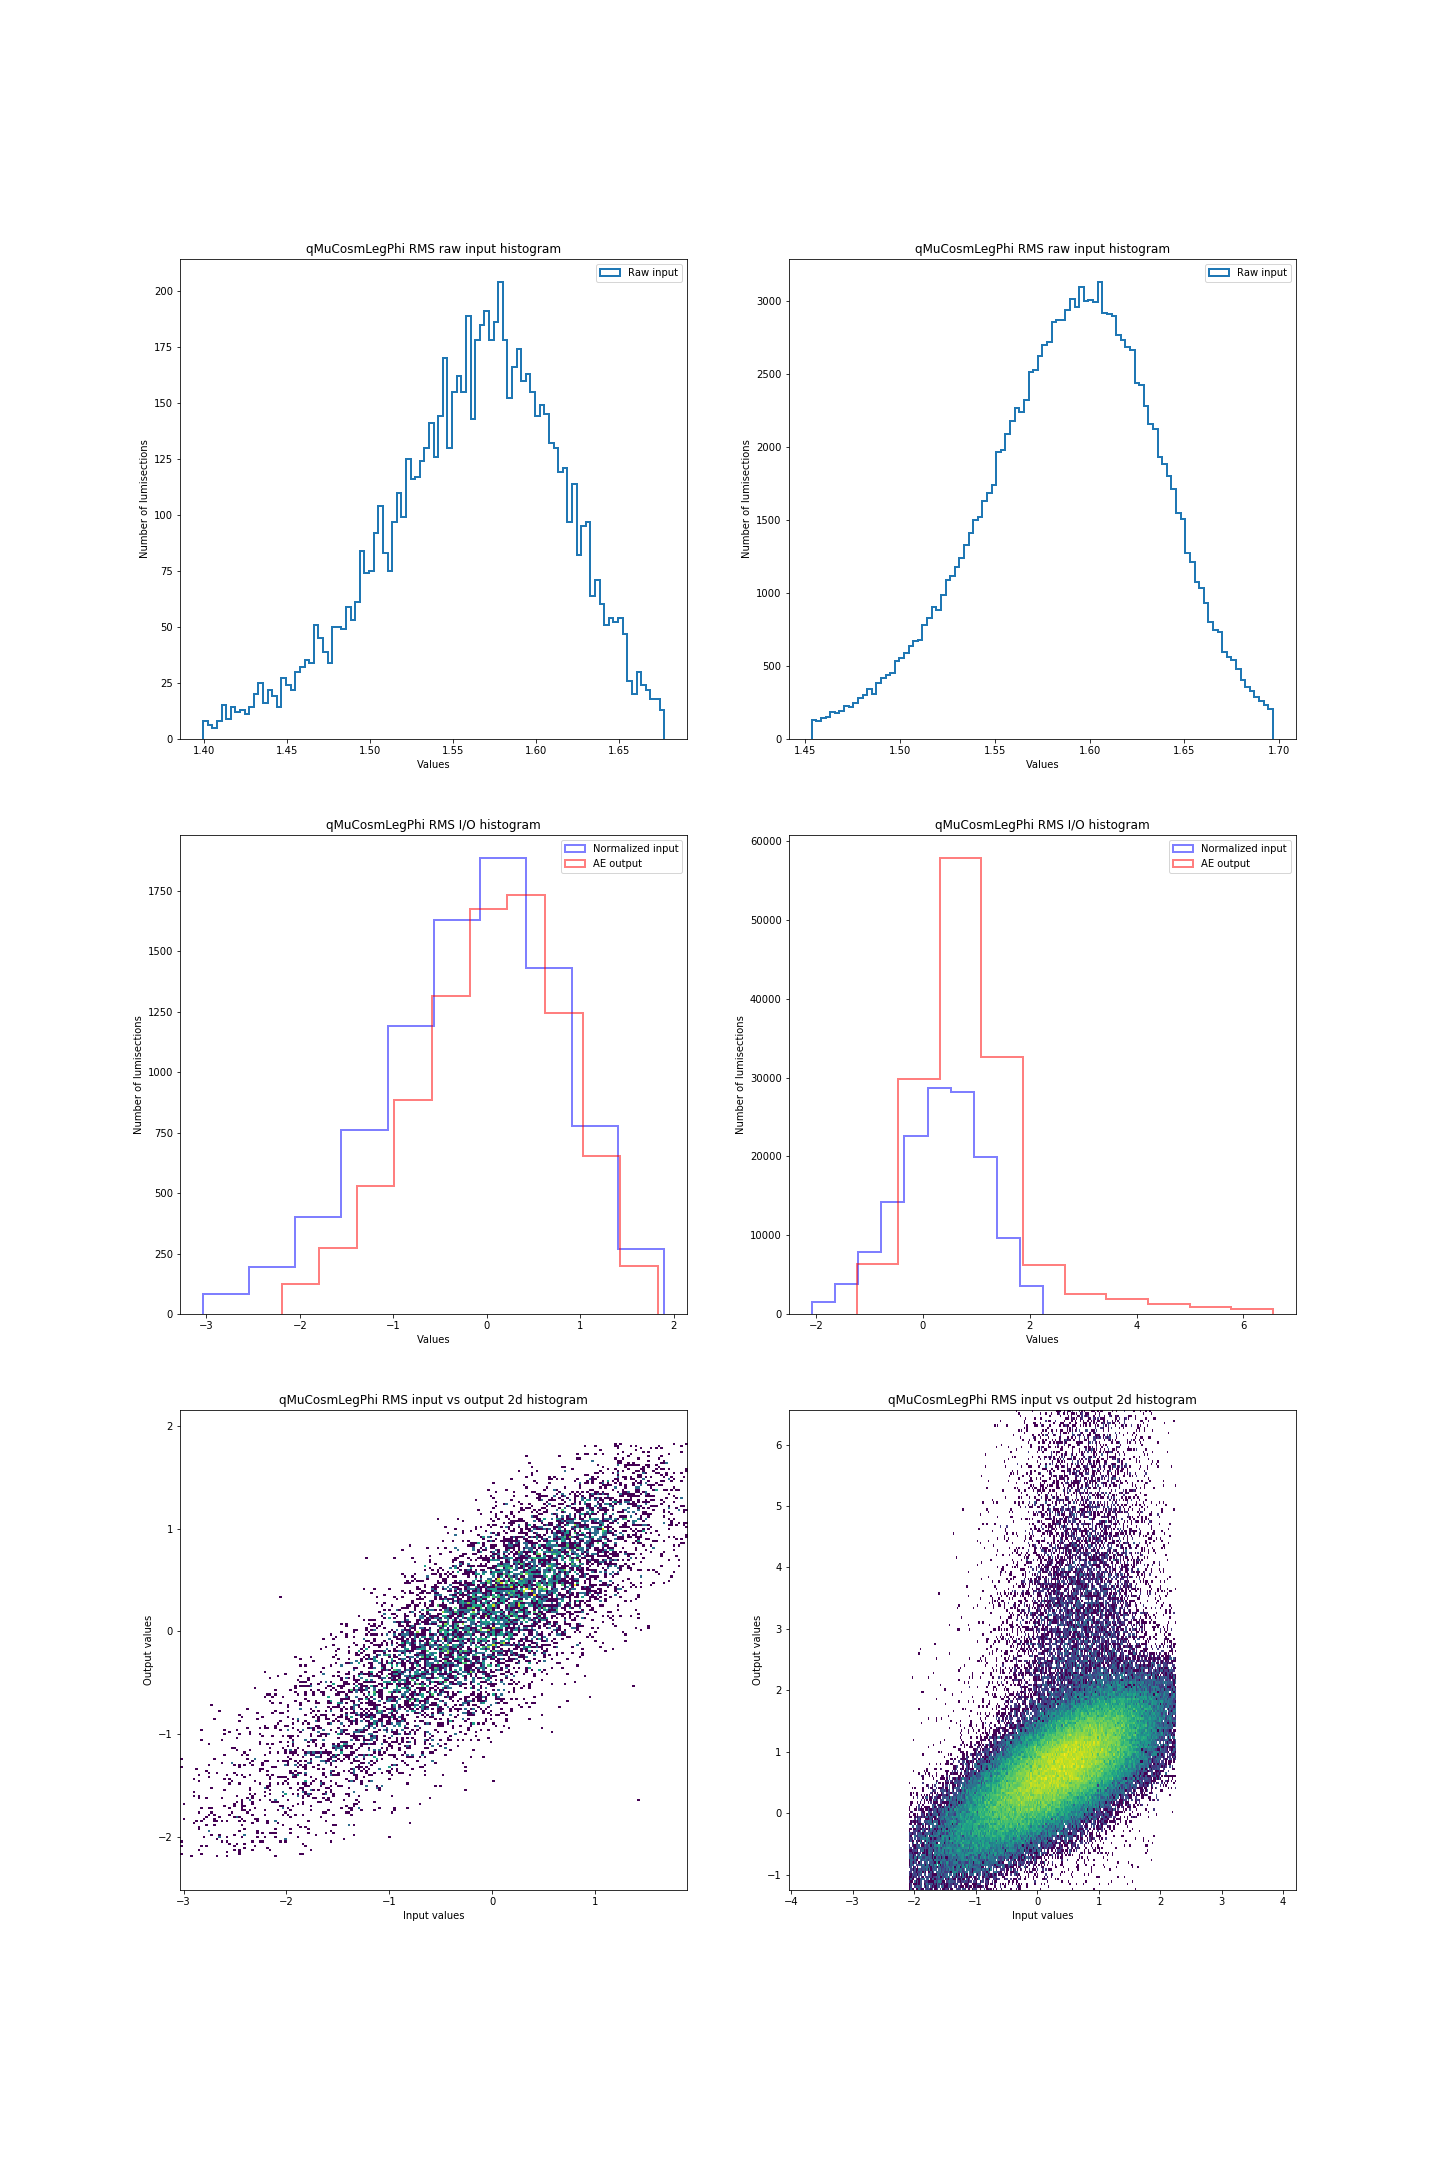 qMuCosmLegPhi RMS raw input histogram
Raw input
Number of lumisections
0 25 50 75 100 125 150 175 200
1.40 1.45 1.50 1.55 1.60 1.65
Values
qMuCosmLegPhi RMS raw input histogram
Raw input
Number of lumisections
0 500 1000 1500 2000 2500 3000
1.45 1.50 1.55 1.60 1.65 1.70
Values
qMuCosmLegPhi RMS I/O histogram
Normalized input
AE output
Number of lumisections
0 250 500 750 1000 1250 1500 1750
−3 −2 −1 0 1 2
Values
qMuCosmLegPhi RMS I/O histogram
Normalized input
AE output
Number of lumisections
0 10000 20000 30000 40000 50000 60000
−2 0 2 4 6
Values
qMuCosmLegPhi RMS input vs output 2d histogram
Output values
−2 −1 0 1 2
−3 −2 −1 0 1
Input values
qMuCosmLegPhi RMS input vs output 2d histogram
Output values
−1 0 1 2 3 4 5 6
−4 −3 −2 −1 0 1 2 3 4
Input values